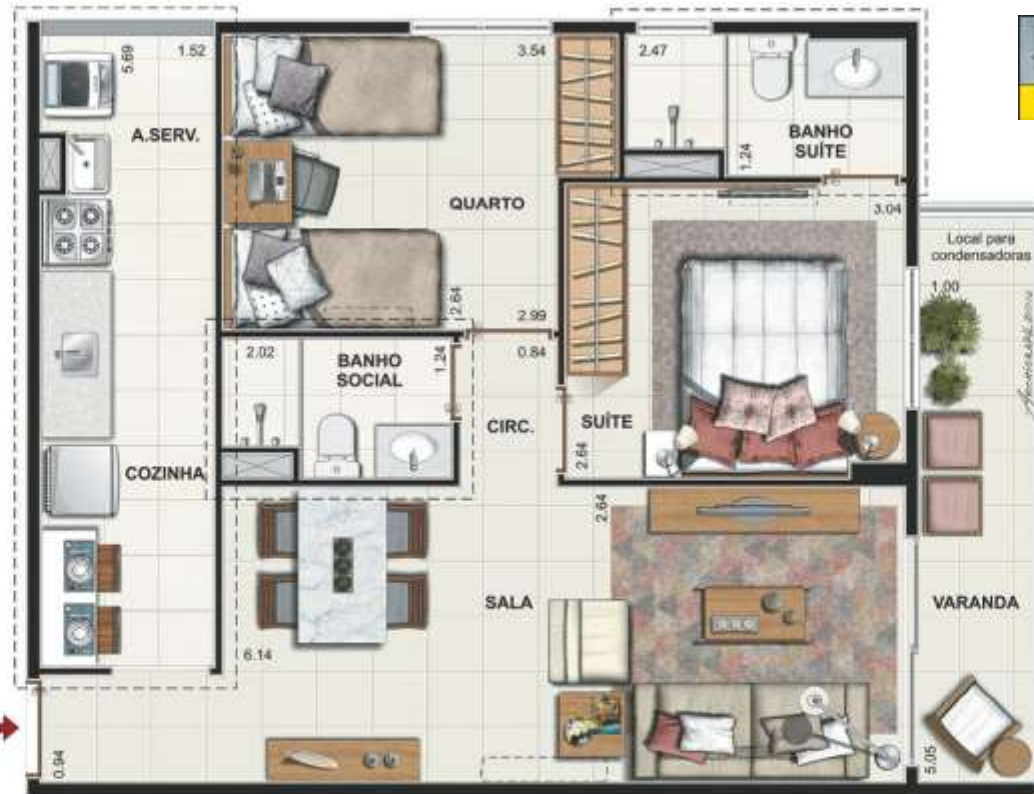 5.69
1.52
3.54
2.47
A.SERV.
BANHO
SUÍTE
1.24
QUARTO
3.04
Local para
condensadoras
1.00
2.64
2.99
2.02
BANHO
SOCIAL
1.24
0.84
CIRC.
SUÍTE
2.64
COZINHA
2.64
SALA
VARANDA
6.14
0.94
5.05